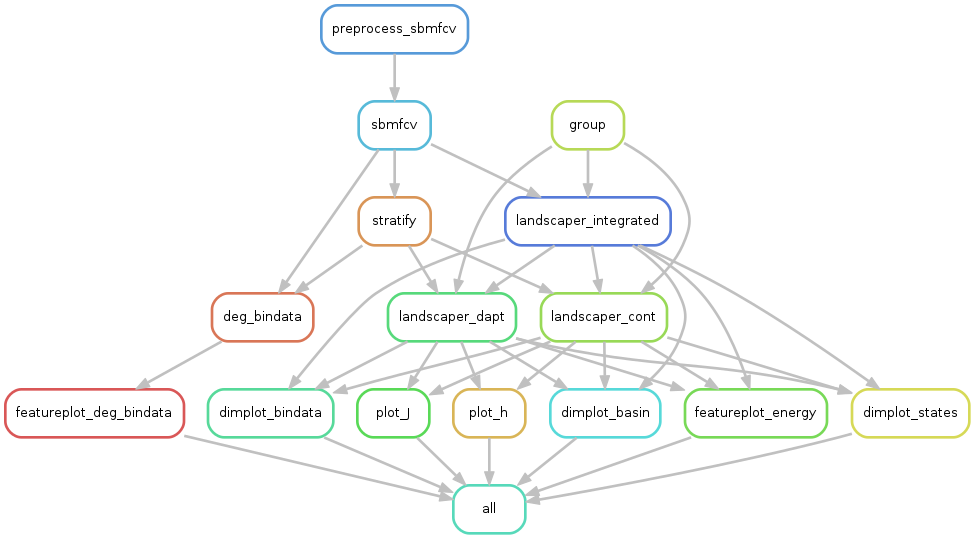 preprocess_sbmfcv
sbmfcv
group
stratify
landscaper_integrated
deg_bindata
landscaper_dapt
landscaper_cont
featureplot_deg_bindata
dimplot_bindata
plot_J
plot_h
dimplot_basin
featureplot_energy
dimplot_states
all